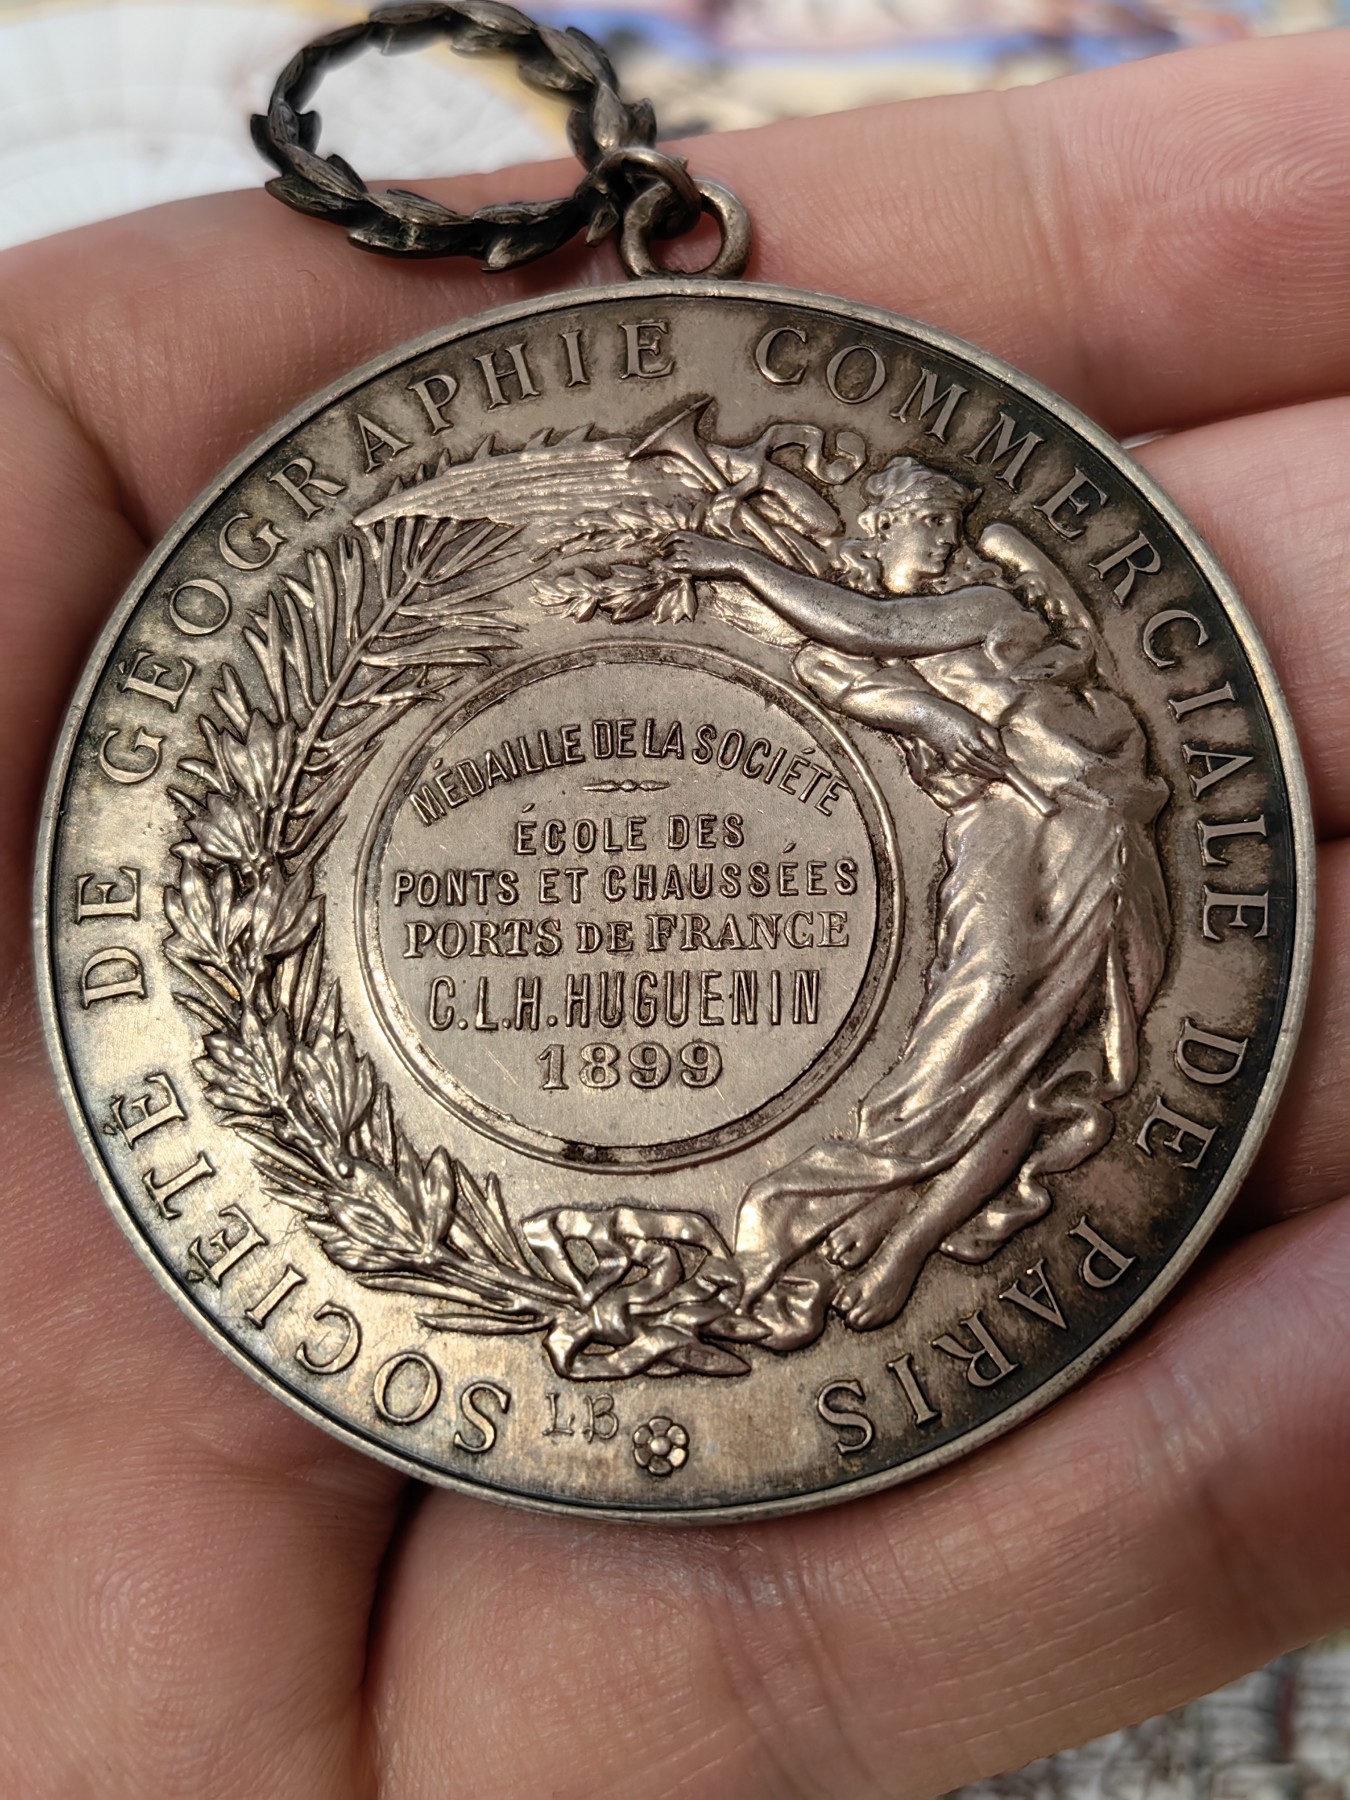 SOCIÉTÉ DE GÉOGRAPHIE COMMERCIALE DE PARIS
MÉDAILLE DE LA SOCIÉTÉ
ÉCOLE DES
PONTS ET CHAUSSÉES
PORTS DE FRANCE
C.L.H. HUGUENIN
1899
LB